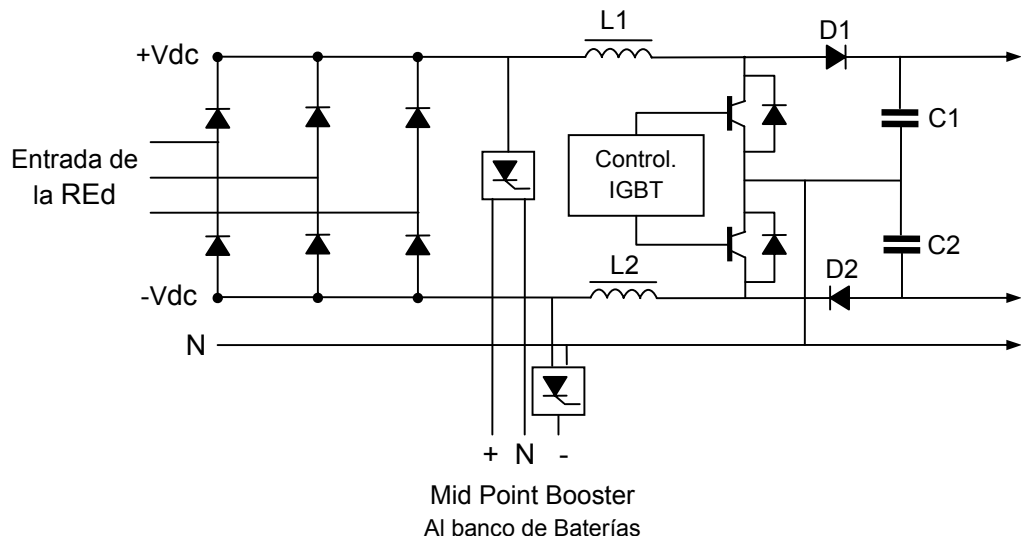 L1
D1
+Vdc
C1
Entrada de
la REd
Control.
IGBT
C2
L2
D2
-Vdc
N
+ N -
Mid Point Booster
Al banco de Baterías